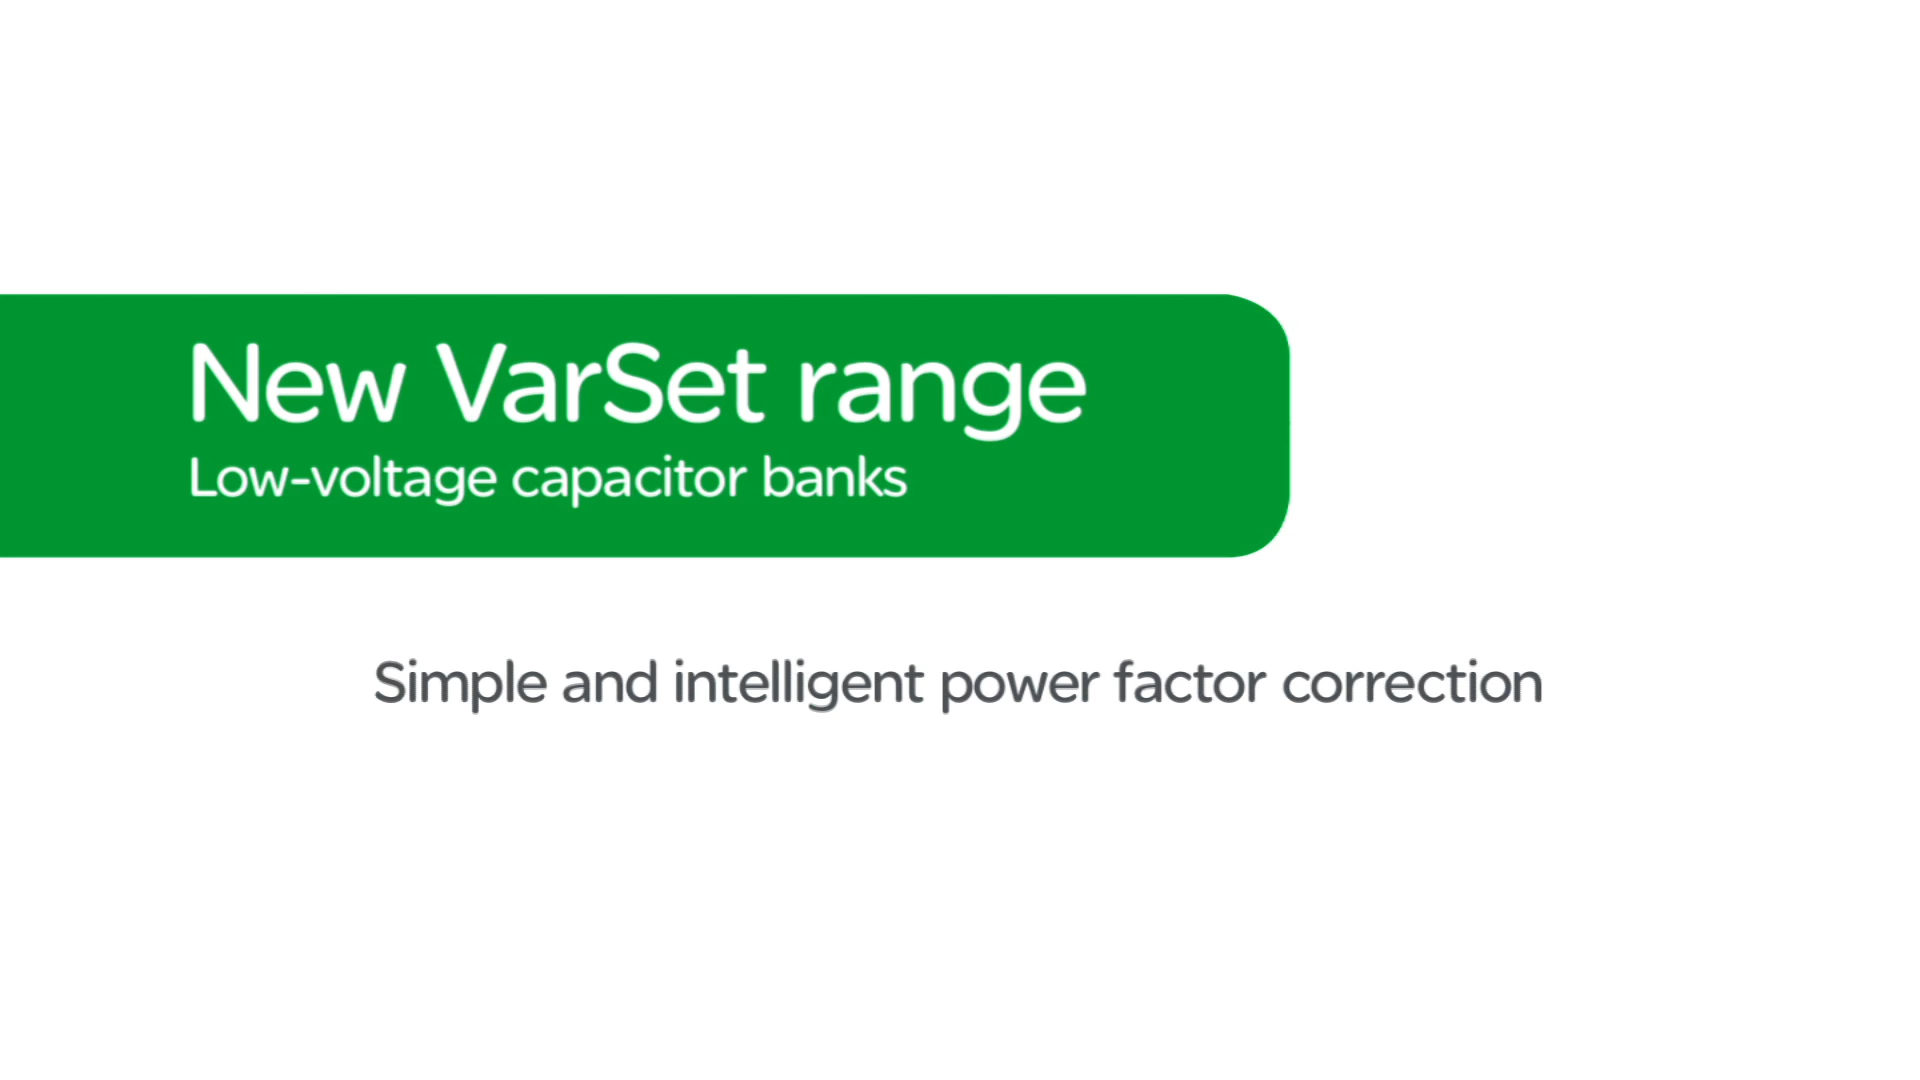 New VarSet range
Low-voltage capacitor banks
Simple and intelligent power factor correction